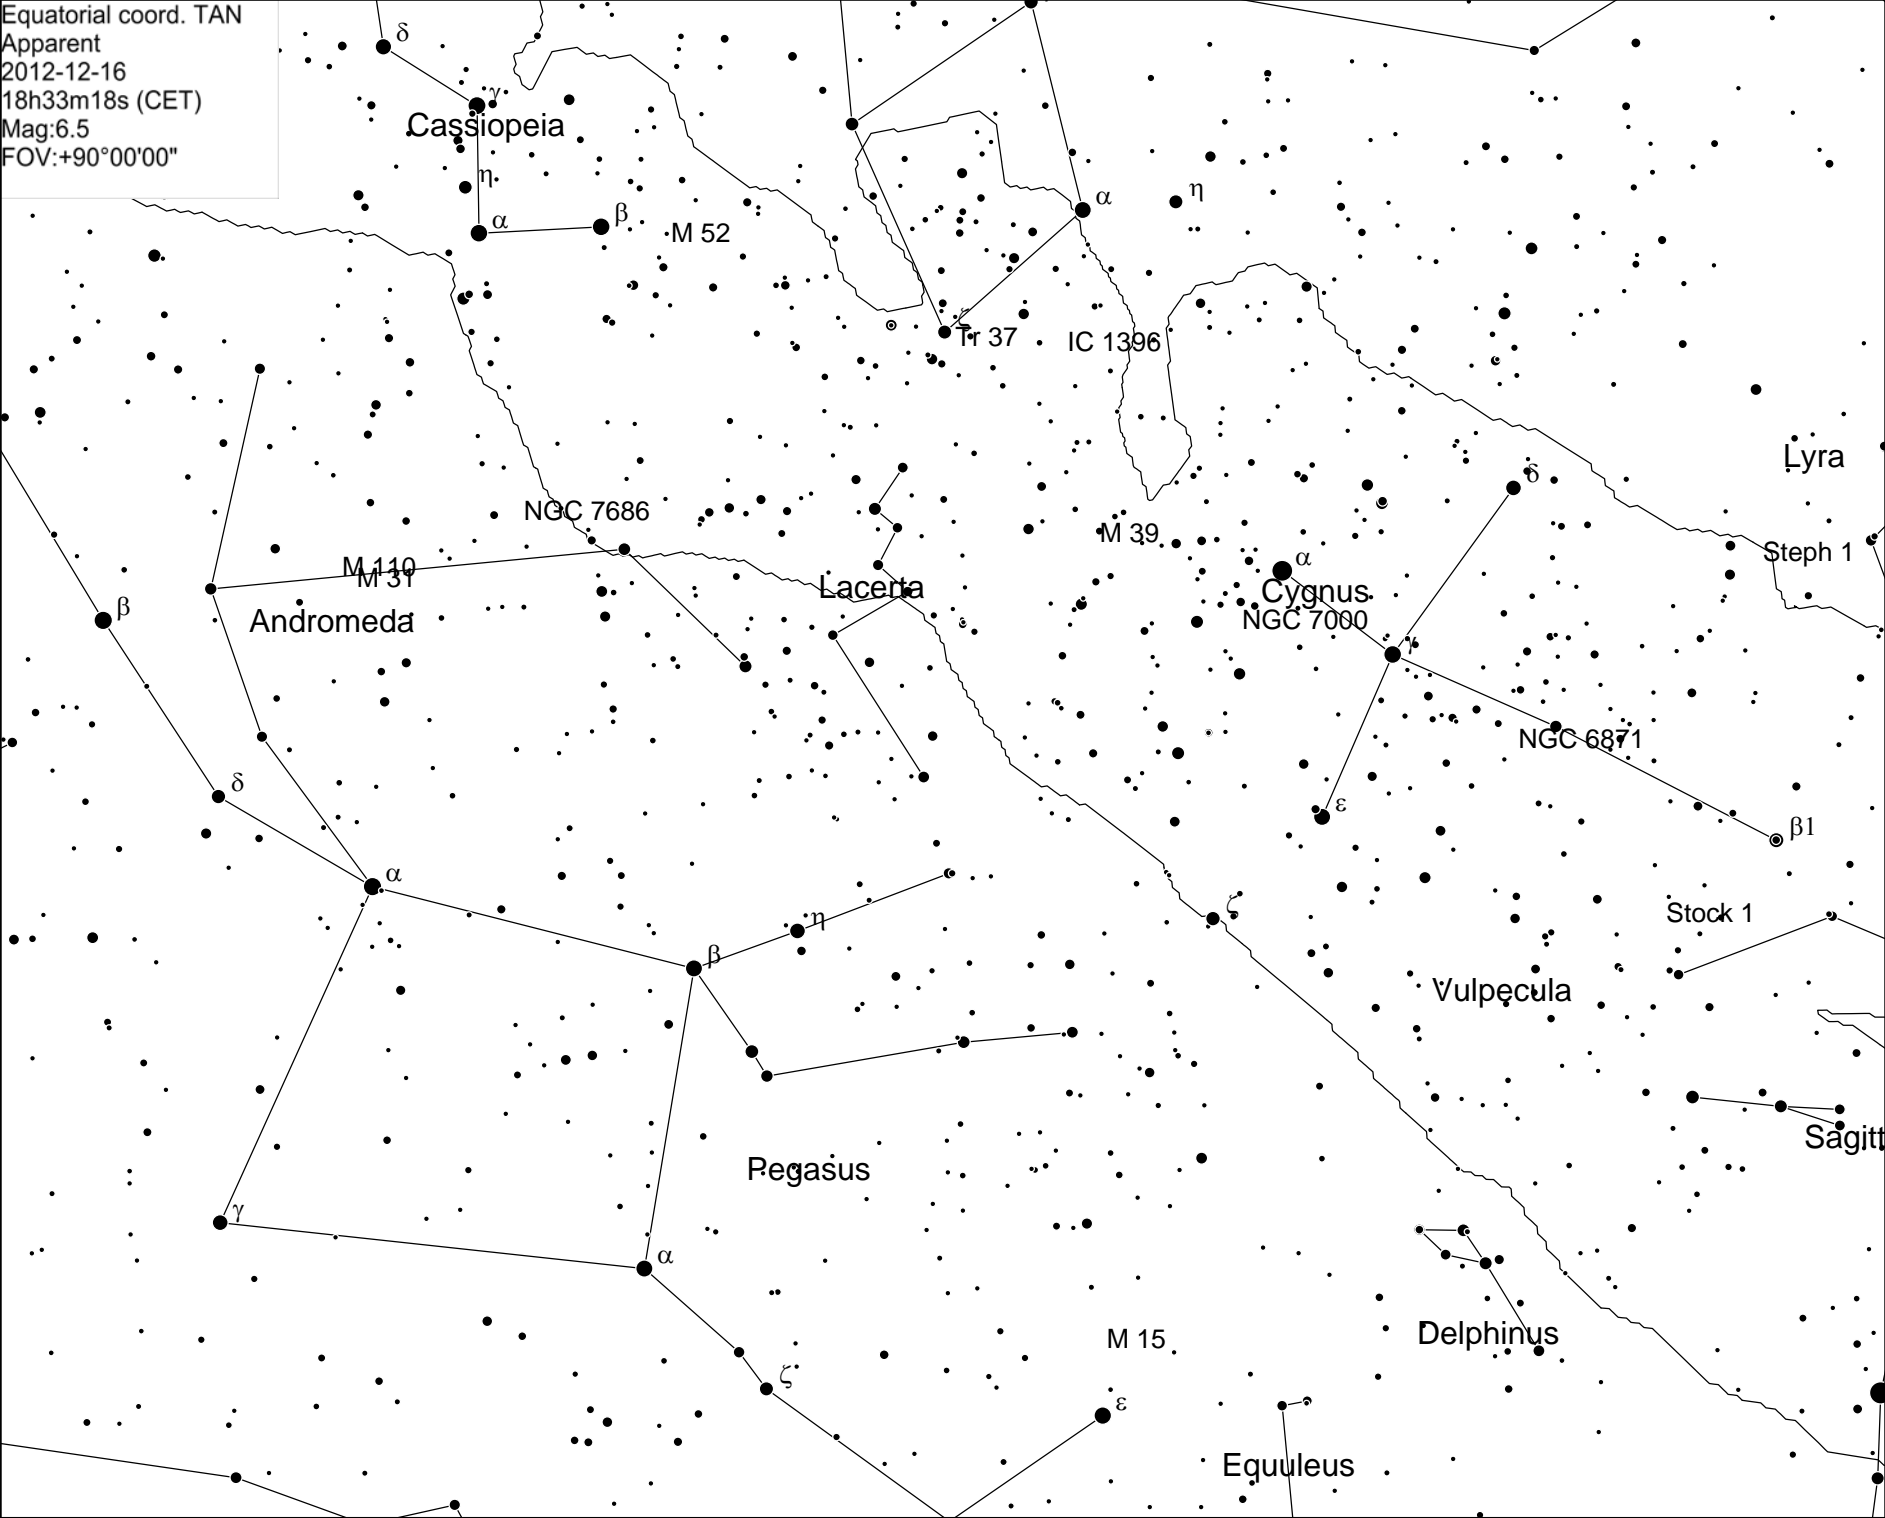 Equatorial coord. TAN
Apparent
2012-12-16
18h33m18s (CET)
Mag:6.5
FOV:+90°00'00"
δ
γ
Cassiopeia
η
α
β
M 52
α
η
ζ
Tr 37
IC 1396
Lyra
δ
NGC 7686
M 39
Steph 1
α
M 110
M 31
Lacerta
Cygnus
β
Andromeda
NGC 7000
γ
NGC 6871
δ
ε
β1
α
η
ζ
Stock 1
β
Vulpecula
Sagitt
Pegasus
γ
α
M 15
Delphinus
ζ
ε
Equuleus